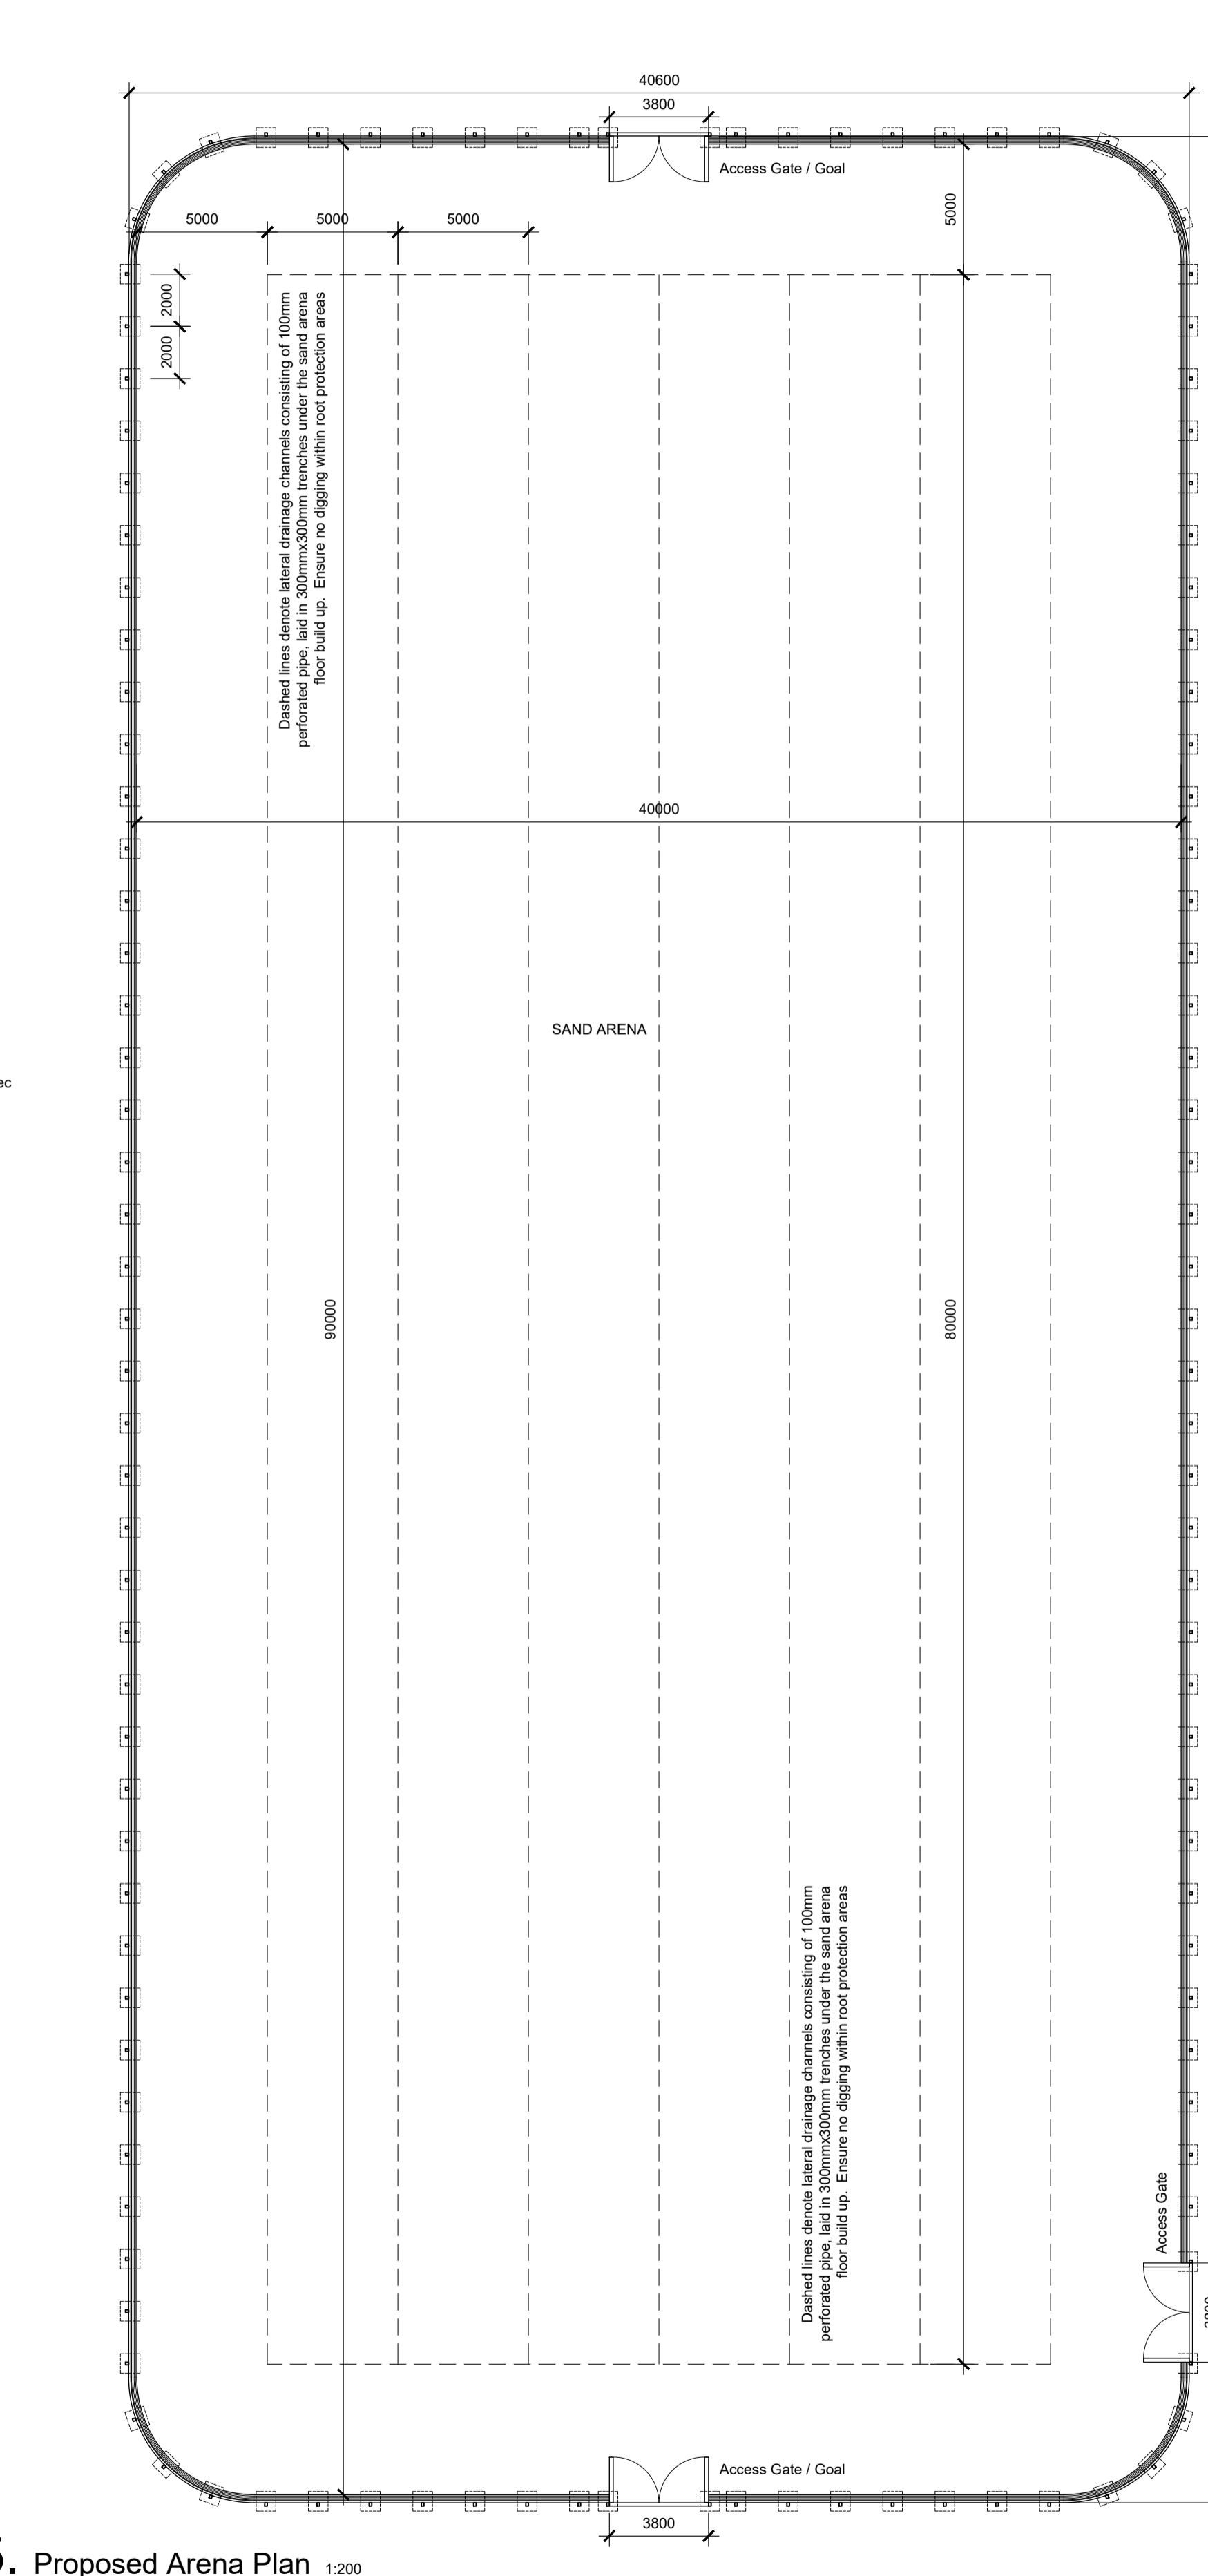 40600
3800
Access Gate / Goal
5000
5000
5000
5000
2000
2000
Dashed lines denote lateral drainage channels consisting of 100mm
perforated pipe, laid in 300mmx300mm trenches under the sand arena
floor build up. Ensure no digging within root protection areas
40000
SAND ARENA
ec
90000
80000
Dashed lines denote lateral drainage channels consisting of 100mm
perforated pipe, laid in 300mmx300mm trenches under the sand arena
floor build up. Ensure no digging within root protection areas
Access Gate
Access Gate / Goal
3800
Proposed Arena Plan 1:200